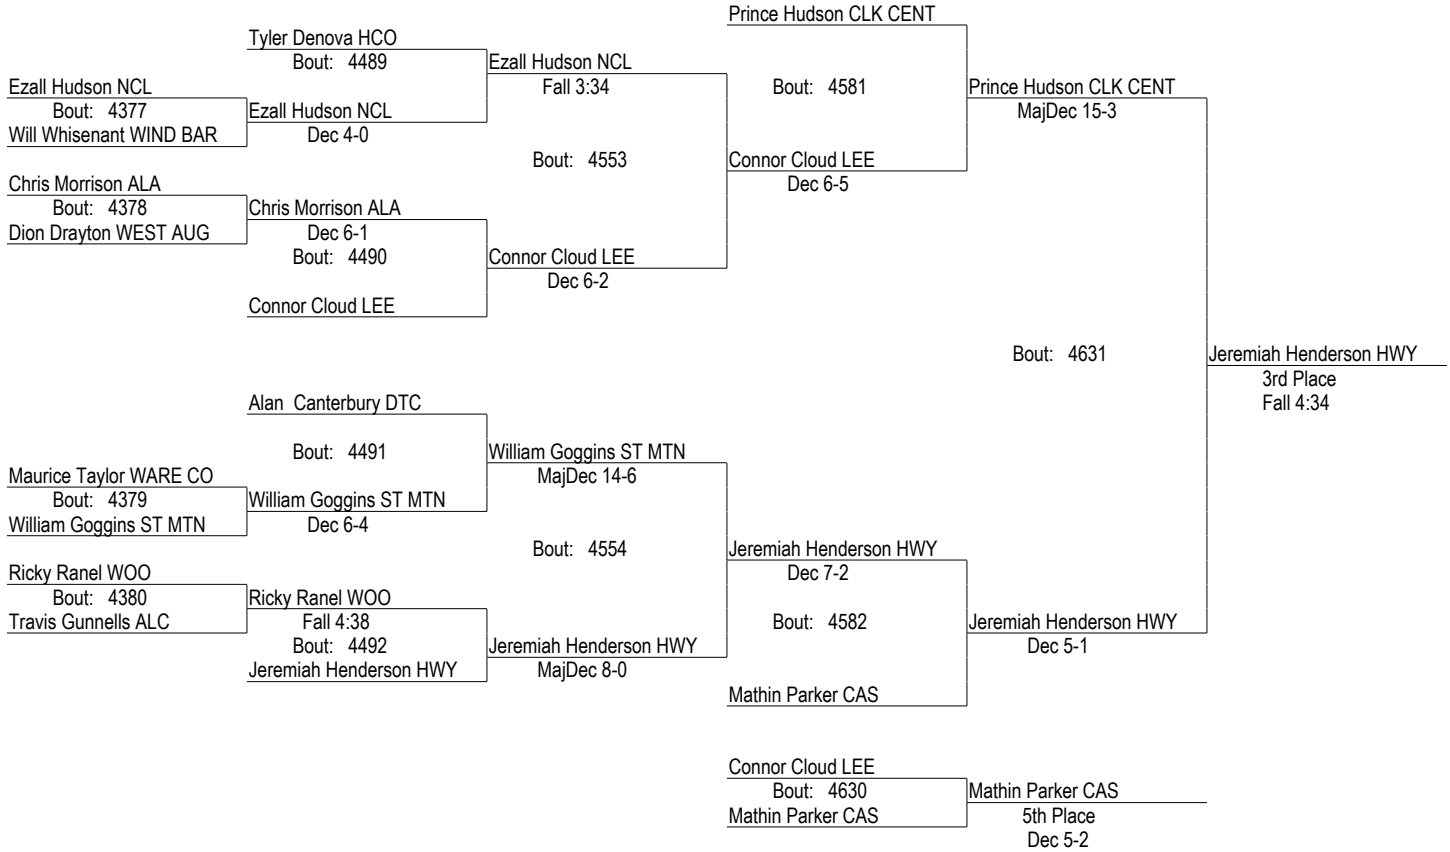 Prince Hudson CLK CENT
Tyler Denova HCO
Bout: 4489
Ezall Hudson NCL
Ezall Hudson NCL
Fall 3:34
Bout: 4581
Prince Hudson CLK CENT
Bout: 4377
Ezall Hudson NCL
MajDec 15-3
Will Whisenant WIND BAR
Dec 4-0
Bout: 4553
Connor Cloud LEE
Chris Morrison ALA
Dec 6-5
Bout: 4378
Chris Morrison ALA
Dion Drayton WEST AUG
Dec 6-1
Bout: 4490
Connor Cloud LEE
Dec 6-2
Connor Cloud LEE
Bout: 4631
Jeremiah Henderson HWY
3rd Place
Fall 4:34
Alan Canterbury DTC
Bout: 4491
William Goggins ST MTN
Maurice Taylor WARE CO
MajDec 14-6
Bout: 4379
William Goggins ST MTN
William Goggins ST MTN
Dec 6-4
Bout: 4554
Jeremiah Henderson HWY
Ricky Ranel WOO
Dec 7-2
Bout: 4380
Ricky Ranel WOO
Travis Gunnells ALC
Fall 4:38
Bout: 4582
Jeremiah Henderson HWY
Bout: 4492
Jeremiah Henderson HWY
Dec 5-1
Jeremiah Henderson HWY
MajDec 8-0
Mathin Parker CAS
Connor Cloud LEE
Bout: 4630
Mathin Parker CAS
Mathin Parker CAS
5th Place
Dec 5-2